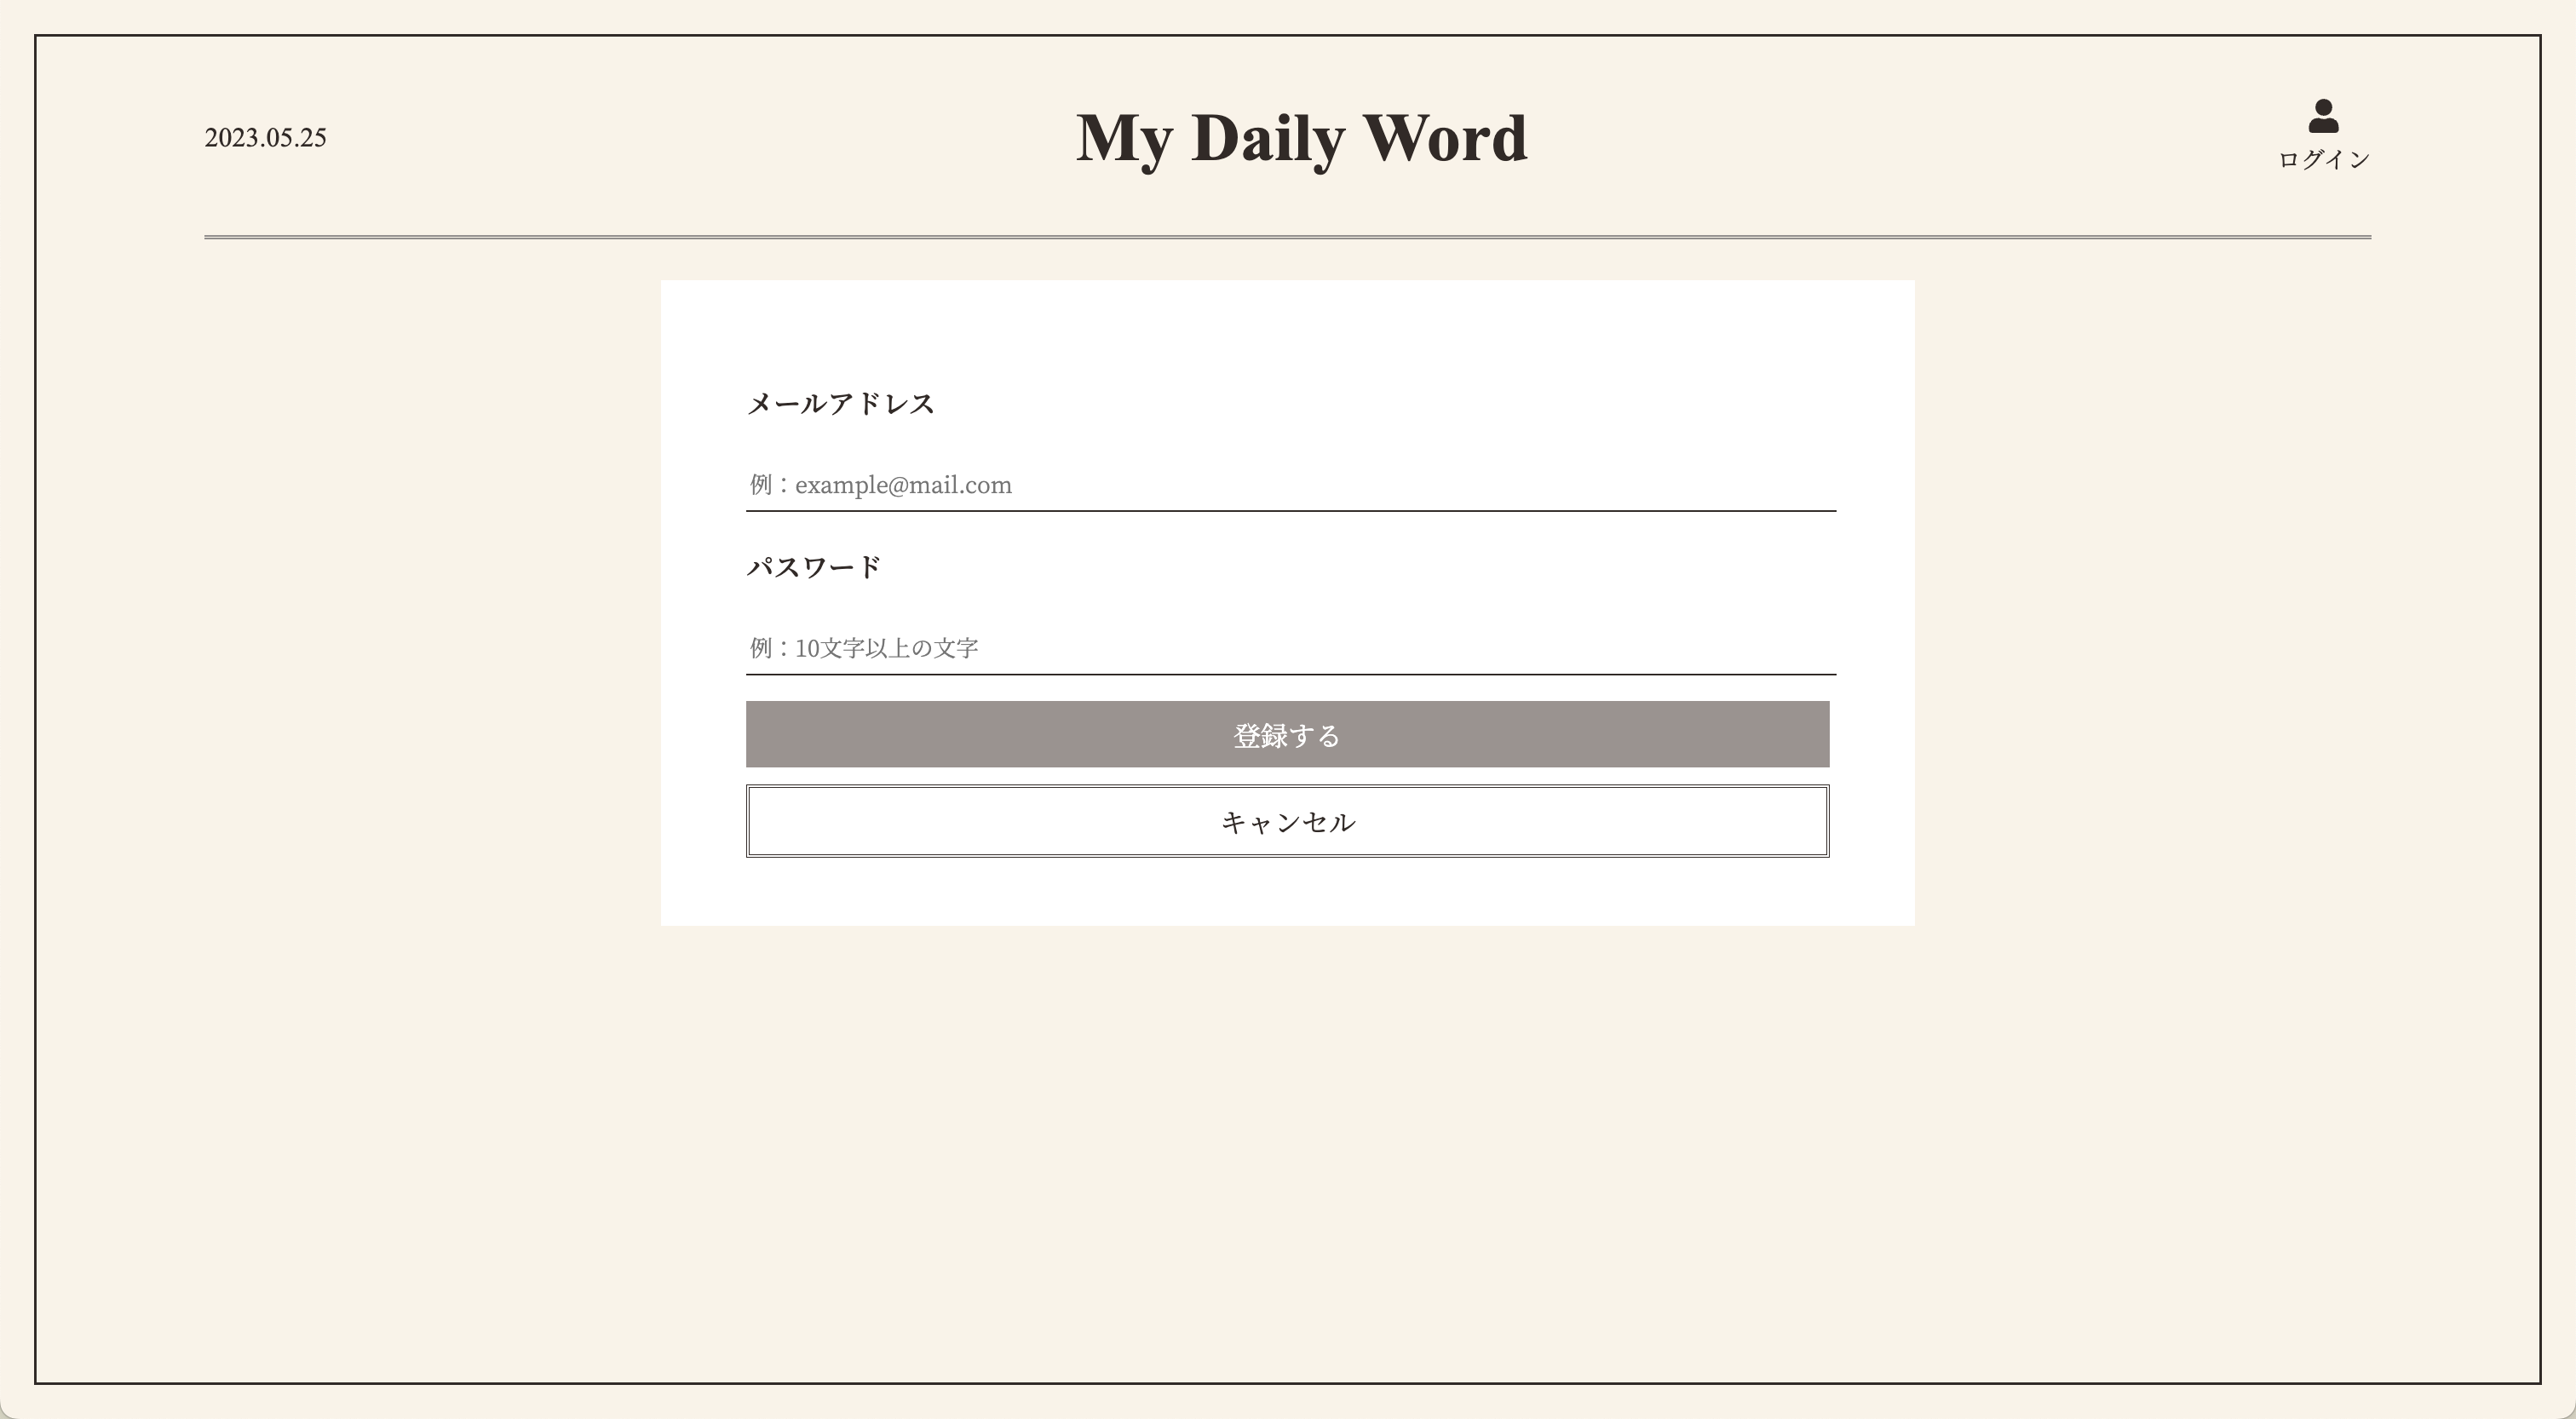 2023.05.25
My Daily Word
ログイン
メールアドレス
例：example@mail.com
パスワード
例：10文字以上の文字
登録する
キャンセル